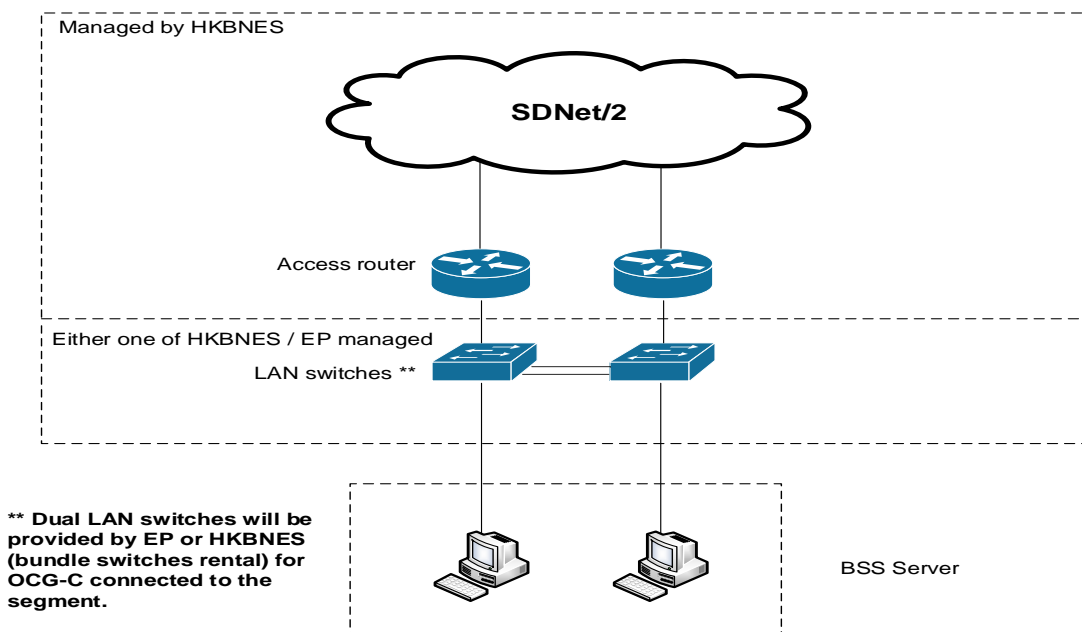 Managed by HKBNES
SDNet/2
Access router
Either one of HKBNES / EP managed
LAN switches **
** Dual LAN switches will be
provided by EP or HKBNES
(bundle switches rental) for
OCG-C connected to the
segment.
BSS Server